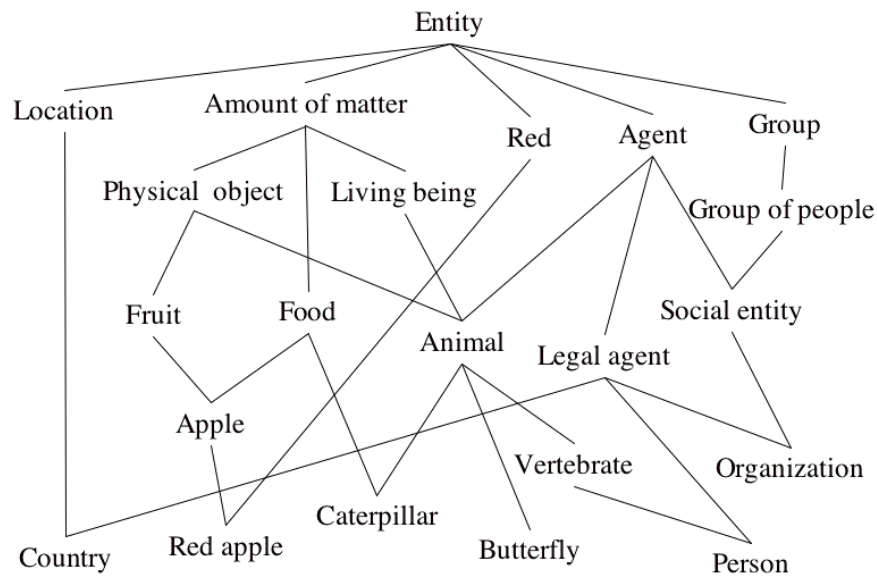 Entity
Location
Amount of matter
Red
Agent
Group
Physical object
Living being
Group of people
Fruit
Food
Animal
Legal agent
Social entity
Apple
Vertebrate
Organization
Country
Red apple
Caterpillar
Butterfly
Person